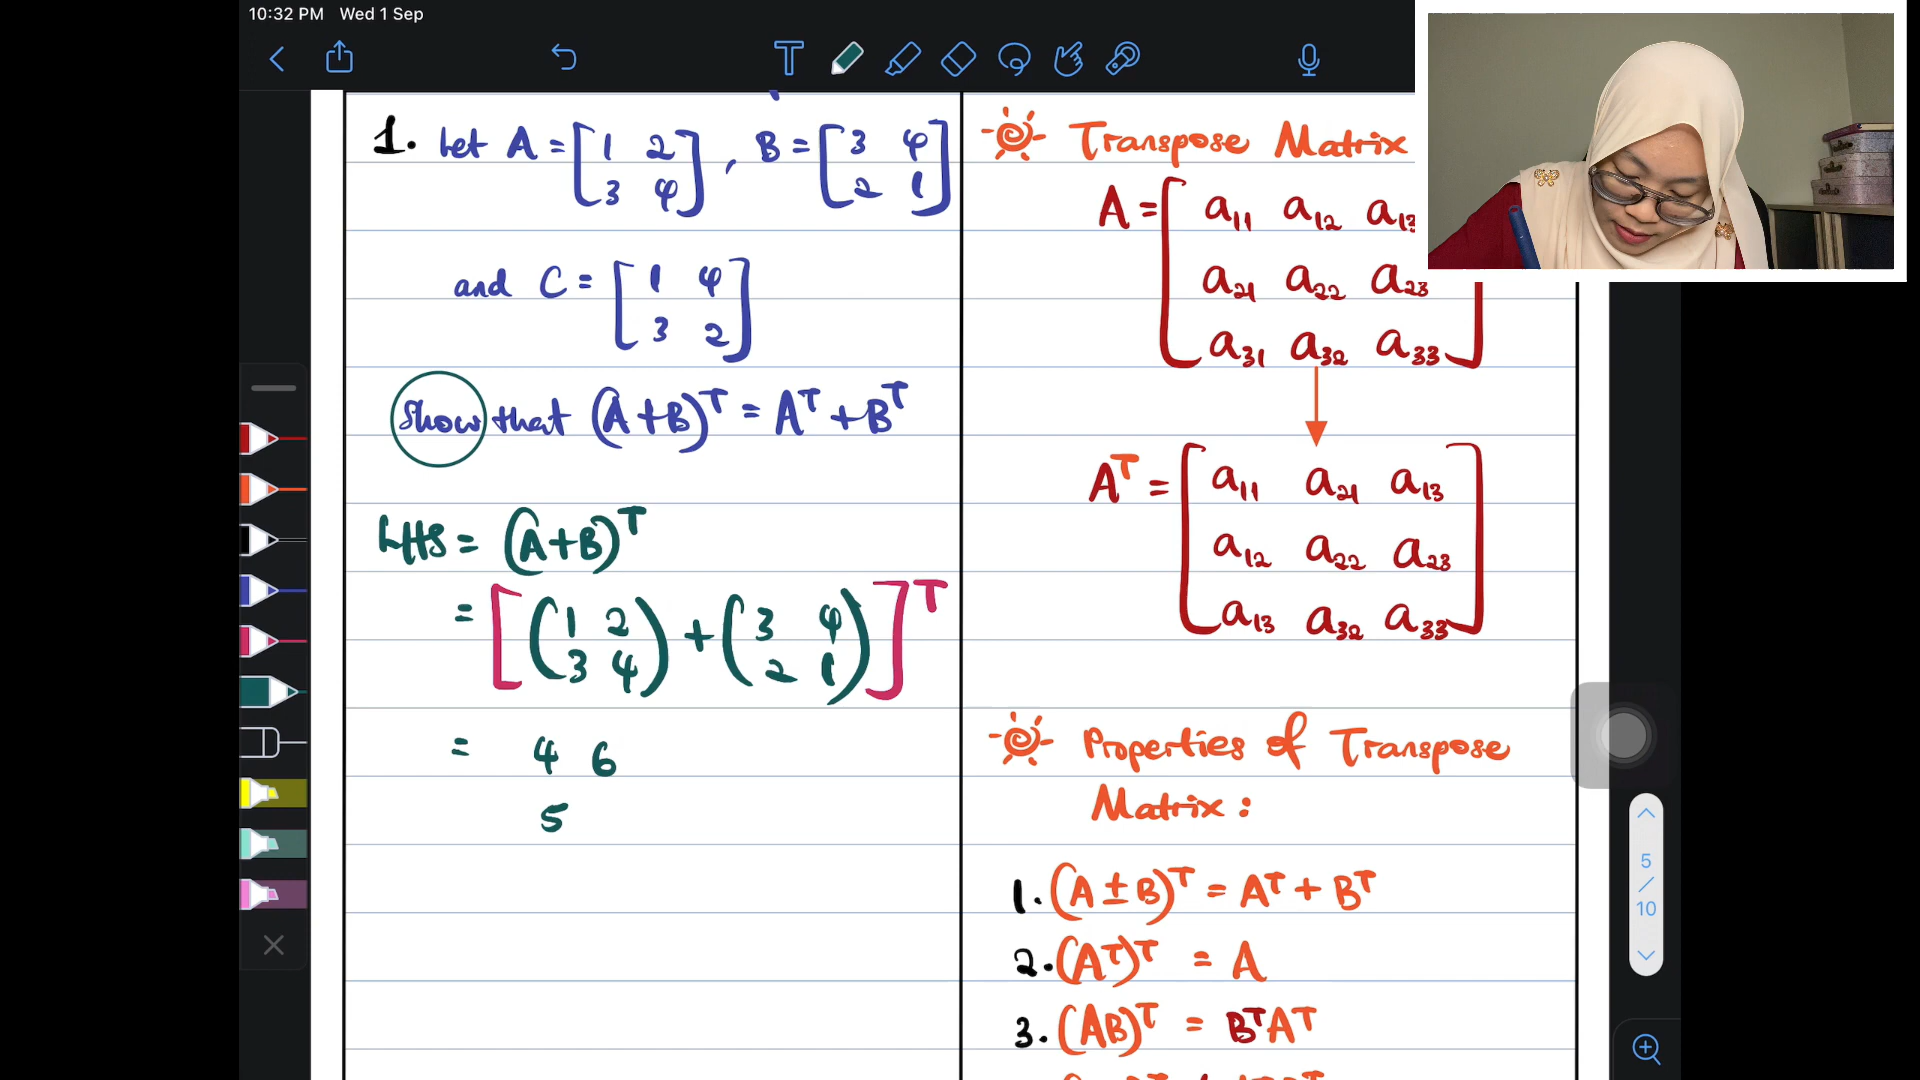 10:32 PM Wed 1 Sep
1. Let A = [1 2
3 4], B = [3 4
2 1]
and C = [1 4
3 2]
Show that (A+B)ᵀ = Aᵀ + Bᵀ
LHS = (A+B)ᵀ
= [(1 2
3 4) + (3 4
2 1)]ᵀ
= 4 6
5
Transpose Matrix
A = [a₁₁ a₁₂ a₁₃
a₂₁ a₂₂ a₂₃
a₃₁ a₃₂ a₃₃]
Aᵀ = [a₁₁ a₂₁ a₁₃
a₁₂ a₂₂ a₂₃
a₁₃ a₃₂ a₃₃]
Properties of Transpose
Matrix :
1. (A ± B)ᵀ = Aᵀ + Bᵀ
2. (Aᵀ)ᵀ = A
3. (AB)ᵀ = BᵀAᵀ
5
/
10